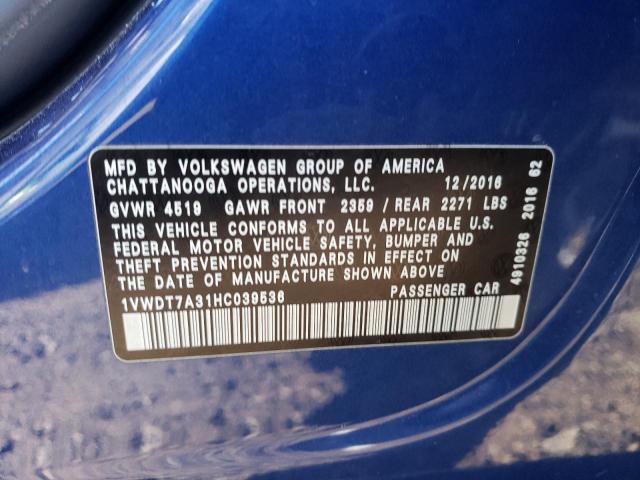 MFD BY VOLKSWAGEN GROUP OF AMERICA
CHATTANOOGA OPERATIONS, LLC. 12/2016
GVWR 4519 GAWR FRONT 2359 / REAR 2271 LBS
THIS VEHICLE CONFORMS TO ALL APPLICABLE U.S.
FEDERAL MOTOR VEHICLE SAFETY, BUMPER AND
THEFT PREVENTION STANDARDS IN EFFECT ON
THE DATE OF MANUFACTURE SHOWN ABOVE
1VWDT7A31HC039536 PASSENGER CAR
4910326 2016 62